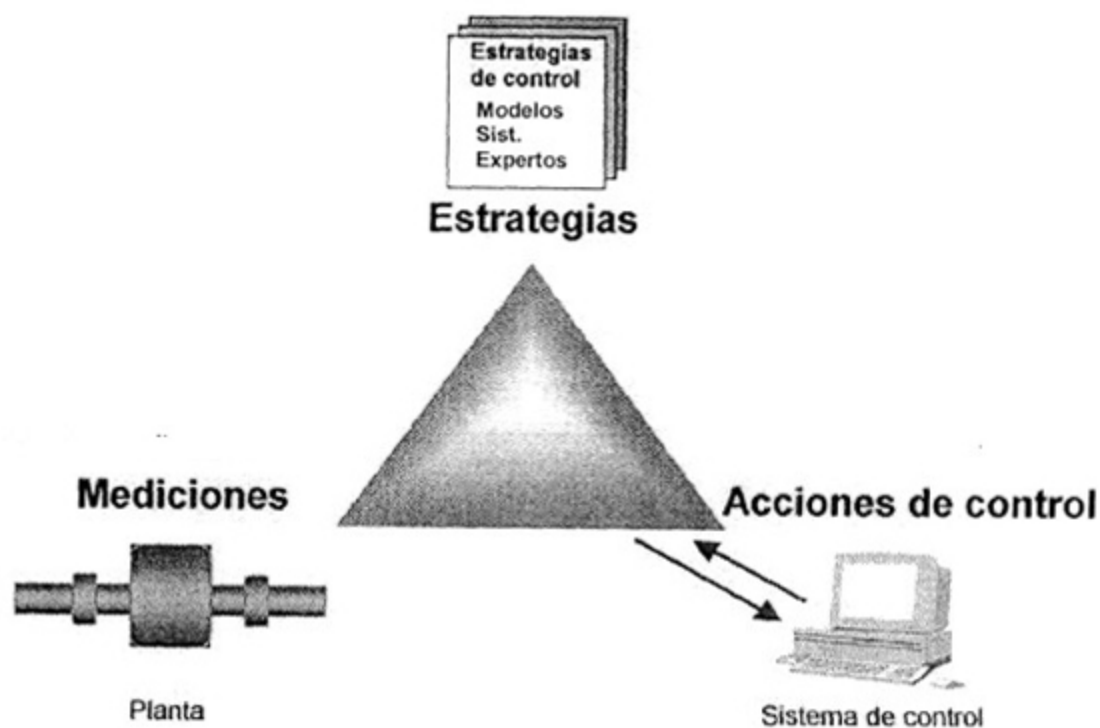 Estrategias
de control
Modelos
Sist.
Expertos
Estrategias
Mediciones
Acciones de control
Planta
Sistema de control